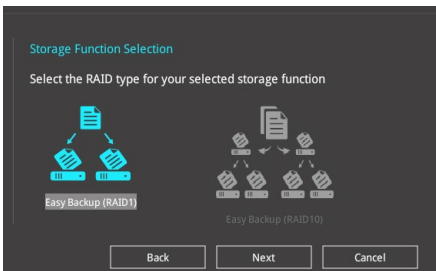 Storage Function Selection
Select the RAID type for your selected storage function
Easy Backup (RAID1)
Easy Backup (RAID10)
Back
Next
Cancel